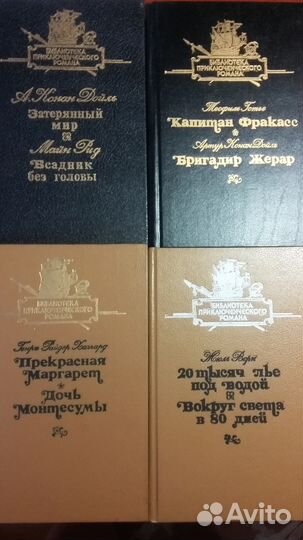 БИБЛИОТЕКА
ПРИКЛЮЧЕНЧЕСКОГО
РОМАНА
А. Конан Дойль
Затерянный
мир
Майн Рид
Всадник
без головы
БИБЛИОТЕКА
ПРИКЛЮЧЕНЧЕСКОГО
РОМАНА
Теофиль Готье
Капитан Фракасс
Артур Конан Дойль
Бригадир Жерар
БИБЛИОТЕКА
ПРИКЛЮЧЕНЧЕСКОГО
РОМАНА
Генри Райдер Хаггард
Прекрасная
Маргарет
Дочь
Монтесумы
БИБЛИОТЕКА
ПРИКЛЮЧЕНЧЕСКОГО
РОМАНА
Жюль Верн
20 тысяч лье
под водой
Вокруг света
в 80 дней
Avito